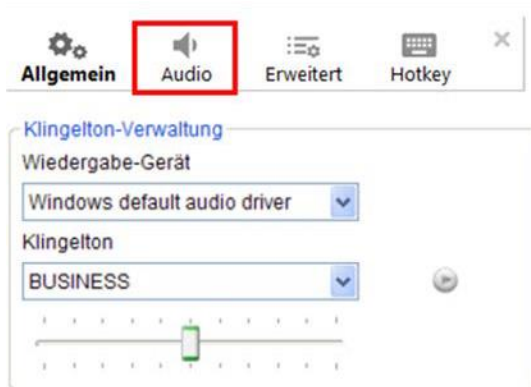 Allgemein Audio Erweitert Hotkey
Klingelton-Verwaltung
Wiedergabe-Gerät
Windows default audio driver
Klingelton
BUSINESS